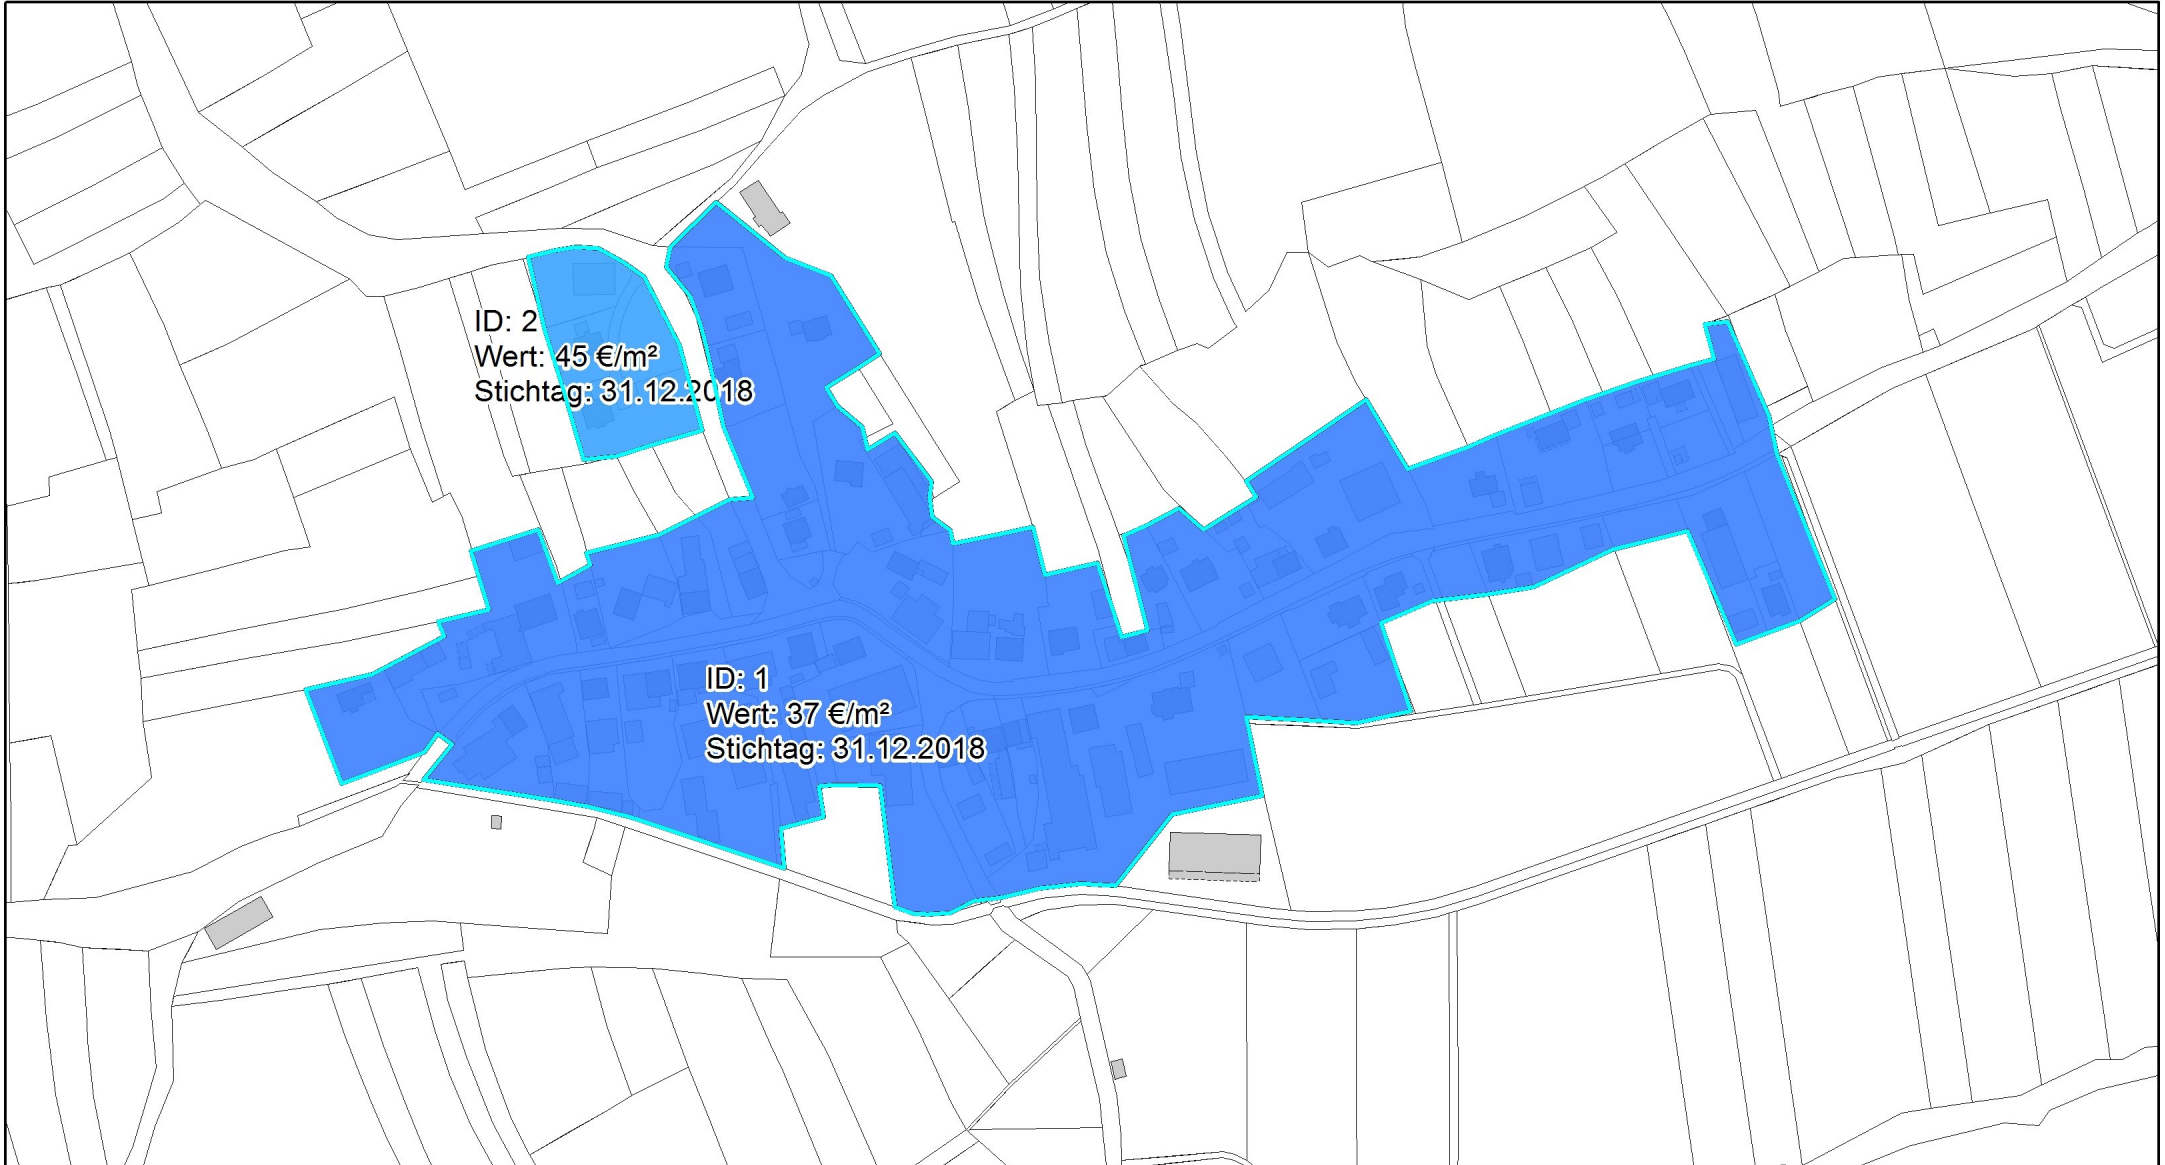 ID: 2
Wert: 45 €/m²
Stichtag: 31.12.2018
ID: 1
Wert: 37 €/m²
Stichtag: 31.12.2018